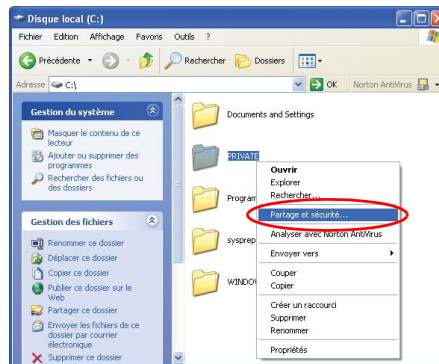 Disque local (C:)
Fichier Edition Affichage Favoris Outils ?
Précédente Rechercher Dossiers
Adresse C:\ OK Norton AntiVirus
Gestion du système
Masquer le contenu de ce
lecteur
Ajouter ou supprimer des
programmes
Rechercher des fichiers ou
des dossiers
Gestion des fichiers
Renommer ce dossier
Déplacer ce dossier
Copier ce dossier
Publier ce dossier sur le
Web
Partager ce dossier
Envoyer les fichiers de ce
dossier par courrier
électronique
Supprimer ce dossier
Documents and Settings
PRIVATE
Program
sysprep
WINDOW
Ouvrir
Explorer
Rechercher...
Partage et sécurité...
Analyser avec Norton AntiVirus
Envoyer vers
Couper
Copier
Créer un raccourci
Supprimer
Renommer
Propriétés